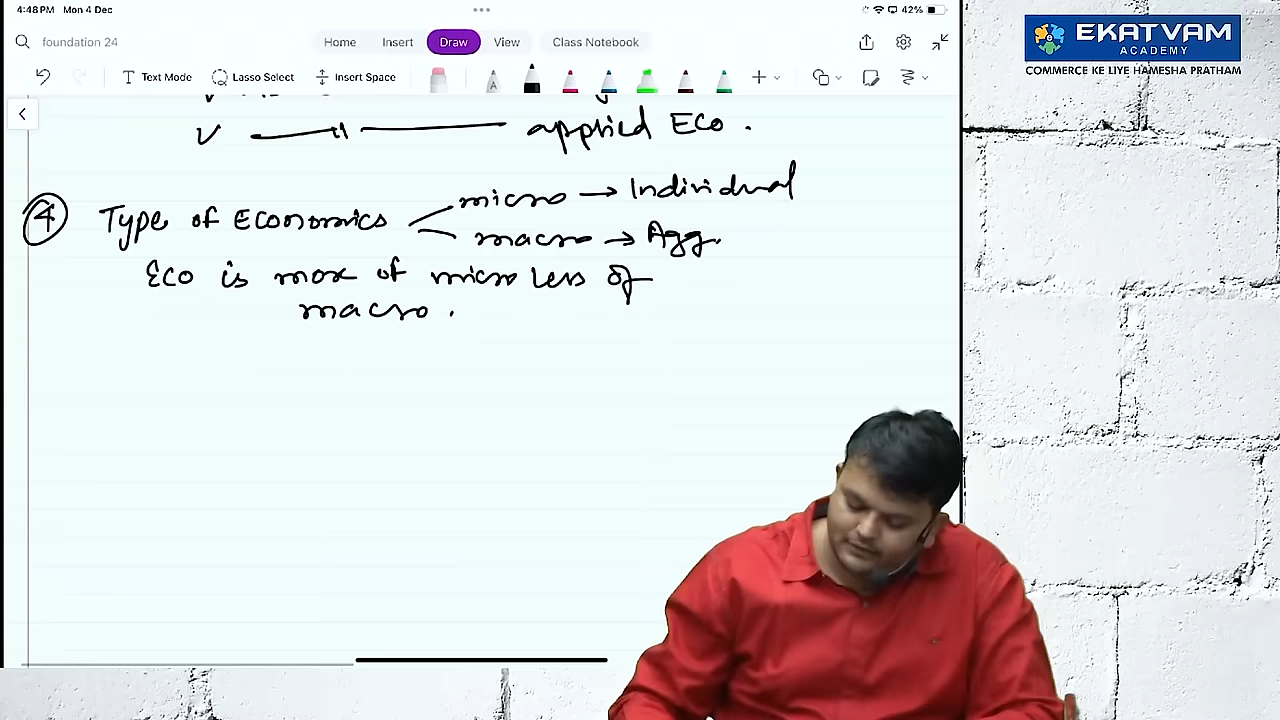 4:48 PM Mon 4 Dec
42%
foundation 24
Home Insert Draw View Class Notebook
Text Mode Lasso Select Insert Space
EKATVAM
ACADEMY
COMMERCE KE LIYE HAMESHA PRATHAM
applied Eco.
4 Type of Economics
micro → Individual
macro → Agg.
Eco is more of micro less of
macro.